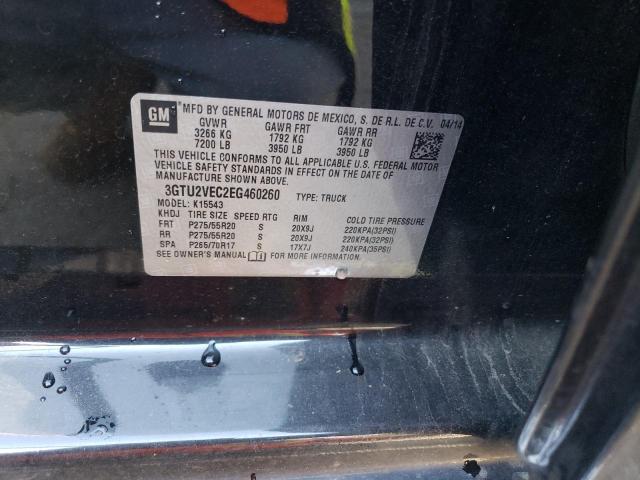 GM
MFD BY GENERAL MOTORS DE MEXICO, S. DE R.L. DE C.V. 04/14
GVWR GAWR FRT GAWR RR
3266 KG 1792 KG 1792 KG
7200 LB 3950 LB 3950 LB
THIS VEHICLE CONFORMS TO ALL APPLICABLE U.S. FEDERAL MOTOR
VEHICLE SAFETY STANDARDS IN EFFECT ON THE DATE OF
MANUFACTURE SHOWN ABOVE.
3GTU2VEC2EG460260 TYPE: TRUCK
MODEL: K15543
KHDJ TIRE SIZE SPEED RTG RIM COLD TIRE PRESSURE
FRT P275/55R20 S 20X9J 220KPA(32PSI)
RR P275/55R20 S 20X9J 220KPA(32PSI)
SPA P265/70R17 S 17X7J 240KPA(35PSI)
SEE OWNER'S MANUAL FOR MORE INFORMATION.